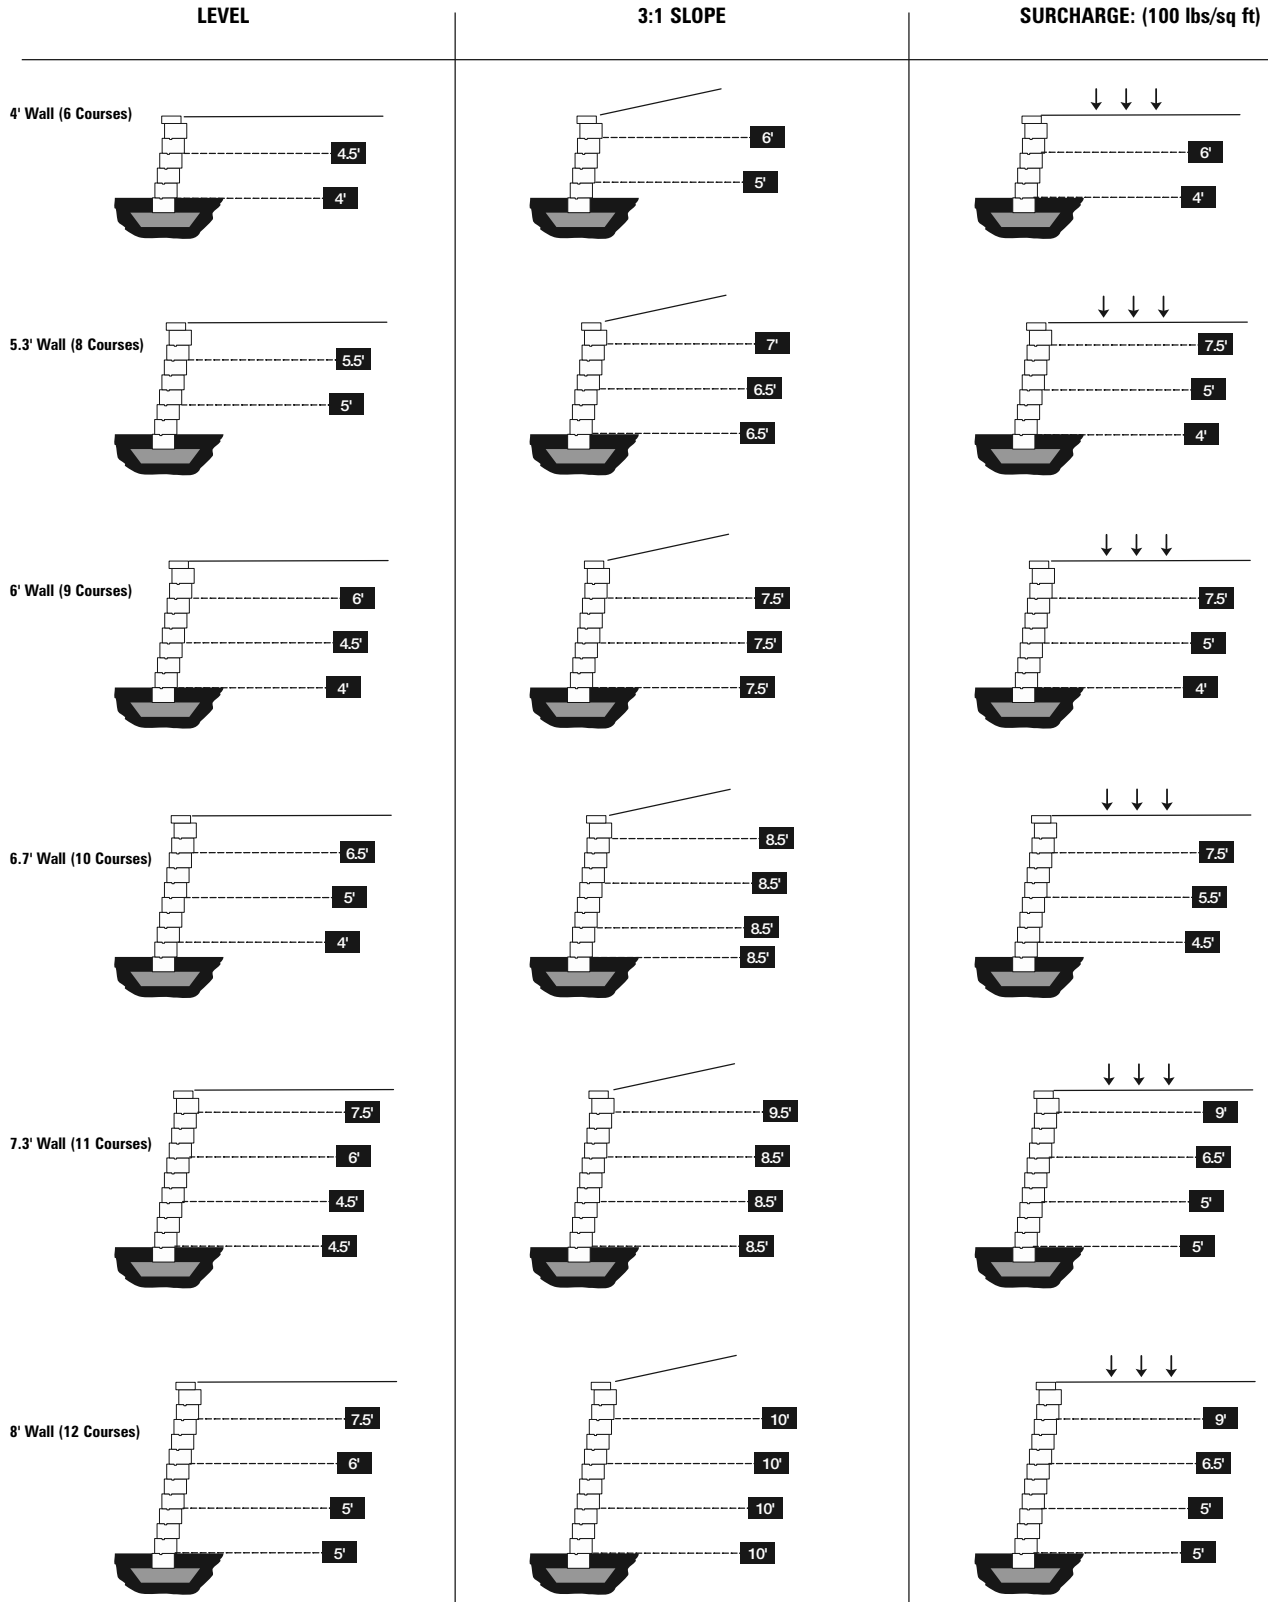 LEVEL 3:1 SLOPE SURCHARGE: (100 lbs/sq ft)
4' Wall (6 Courses)
4.5' 6' 6'
4' 5' 4'
5.3' Wall (8 Courses)
5.5' 7' 7.5'
5' 6.5' 5'
6.5' 4'
6' Wall (9 Courses)
6' 7.5' 7.5'
4.5' 7.5' 5'
4' 7.5' 4'
6.7' Wall (10 Courses)
6.5' 8.5' 7.5'
5' 8.5' 5.5'
4' 8.5' 4.5'
8.5'
7.3' Wall (11 Courses)
7.5' 9.5' 9'
6' 8.5' 6.5'
4.5' 8.5' 5'
4.5' 8.5' 5'
8' Wall (12 Courses)
7.5' 10' 9'
6' 10' 6.5'
5' 10' 5'
5' 10' 5'